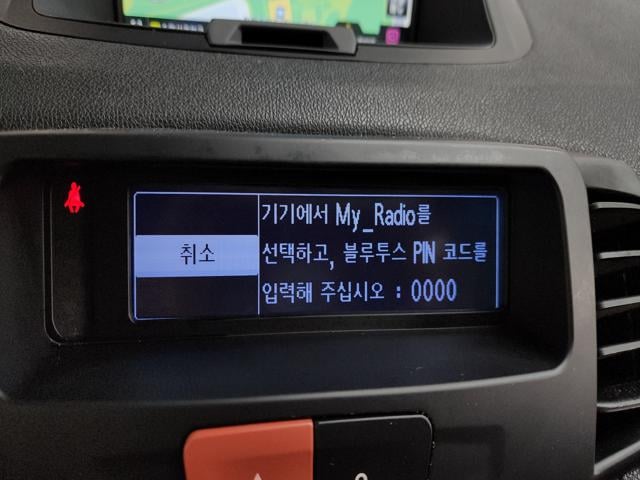 기기에서 My_Radio를
취소
선택하고, 블루투스 PIN 코드를
입력해 주십시오 : 0000